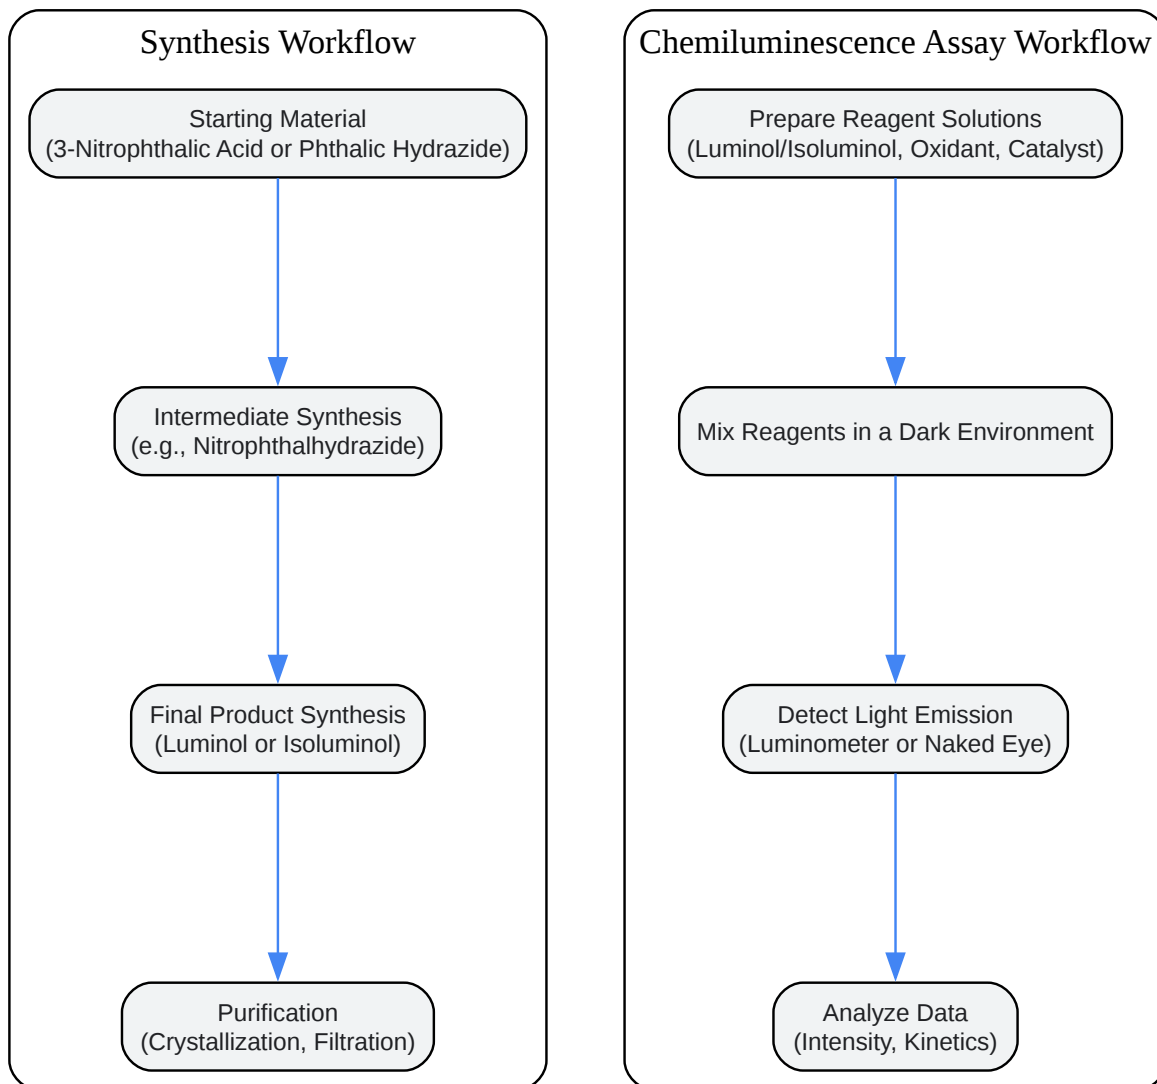 Synthesis Workflow
Starting Material
(3-Nitrophthalic Acid or Phthalic Hydrazide)
Intermediate Synthesis
(e.g., Nitrophthalhydrazide)
Final Product Synthesis
(Luminol or Isoluminol)
Purification
(Crystallization, Filtration)
Chemiluminescence Assay Workflow
Prepare Reagent Solutions
(Luminol/Isoluminol, Oxidant, Catalyst)
Mix Reagents in a Dark Environment
Detect Light Emission
(Luminometer or Naked Eye)
Analyze Data
(Intensity, Kinetics)